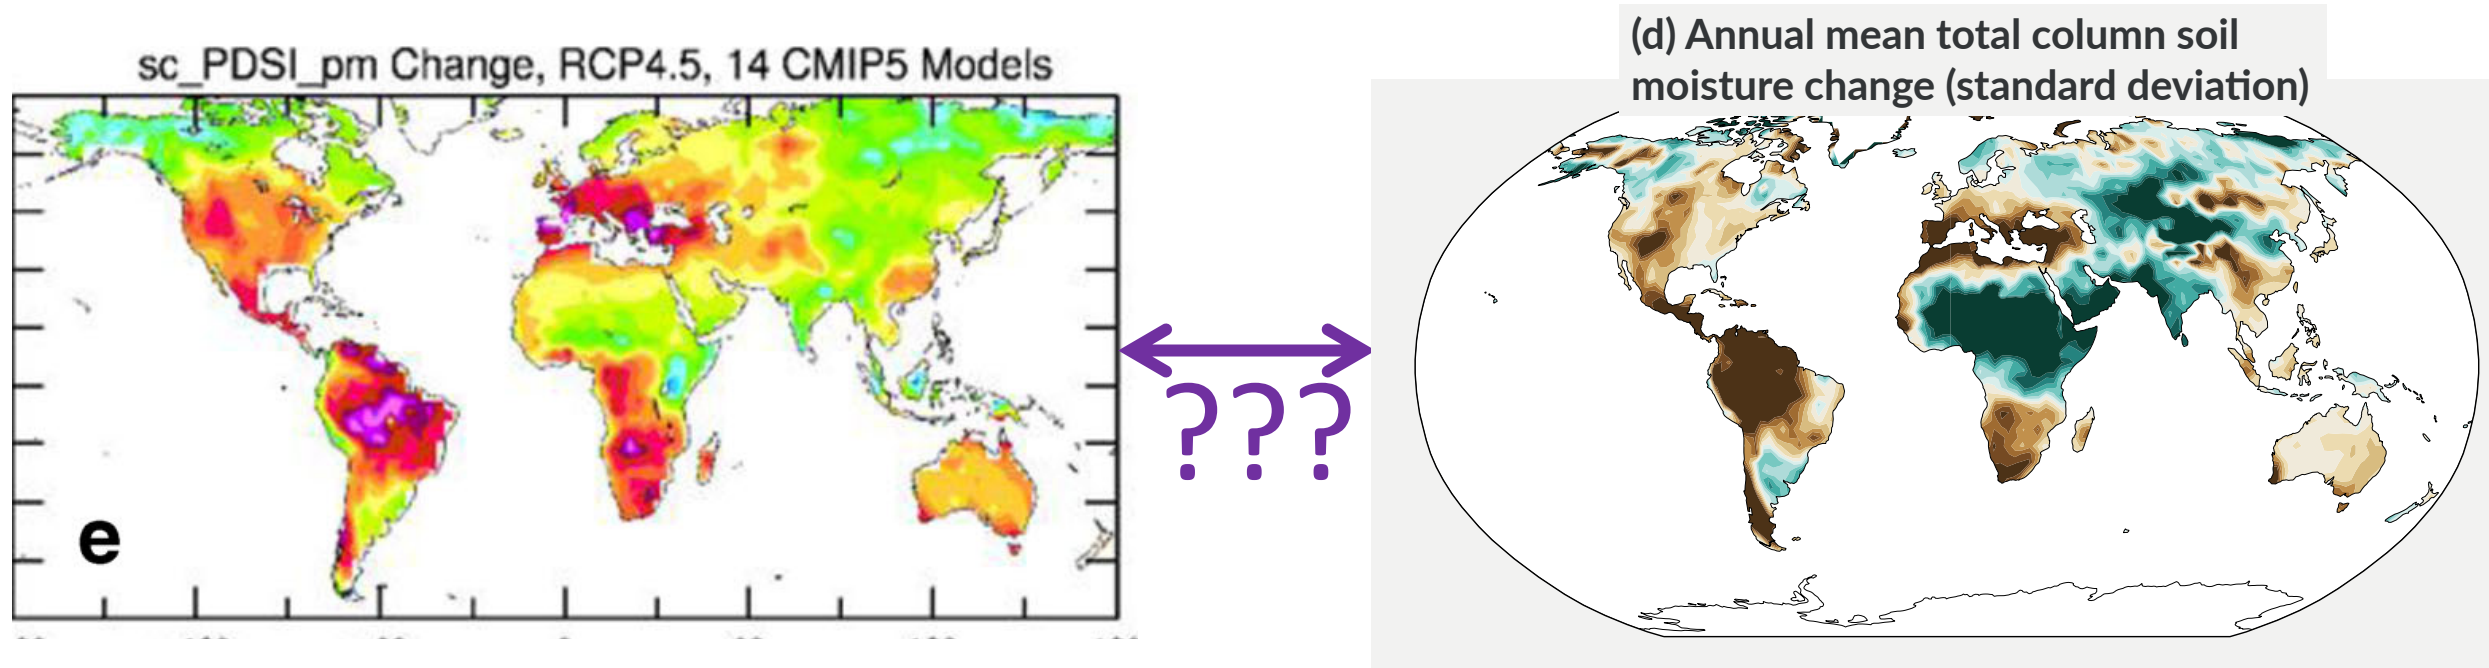 sc_PDSI_pm Change, RCP4.5, 14 CMIP5 Models
e
(d) Annual mean total column soil
moisture change (standard deviation)
???